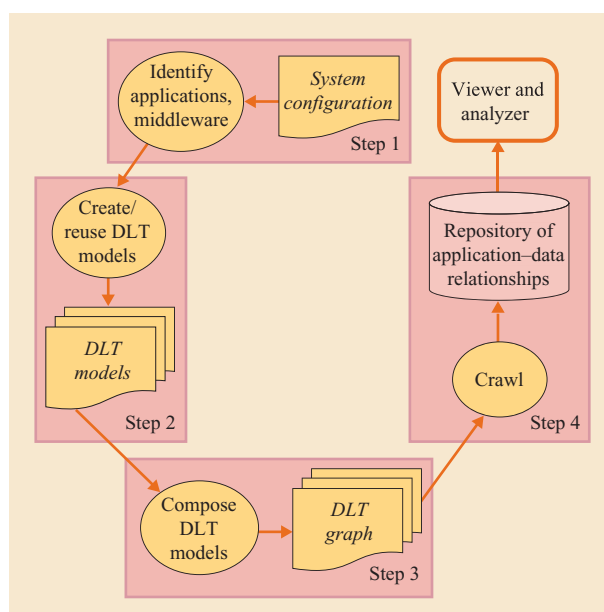 Identify
applications,
middleware
System
configuration
Step 1
Create/
reuse DLT
models
DLT
models
Step 2
Compose
DLT
models
DLT
graph
Step 3
Viewer and
analyzer
Repository of
application–data
relationships
Crawl
Step 4